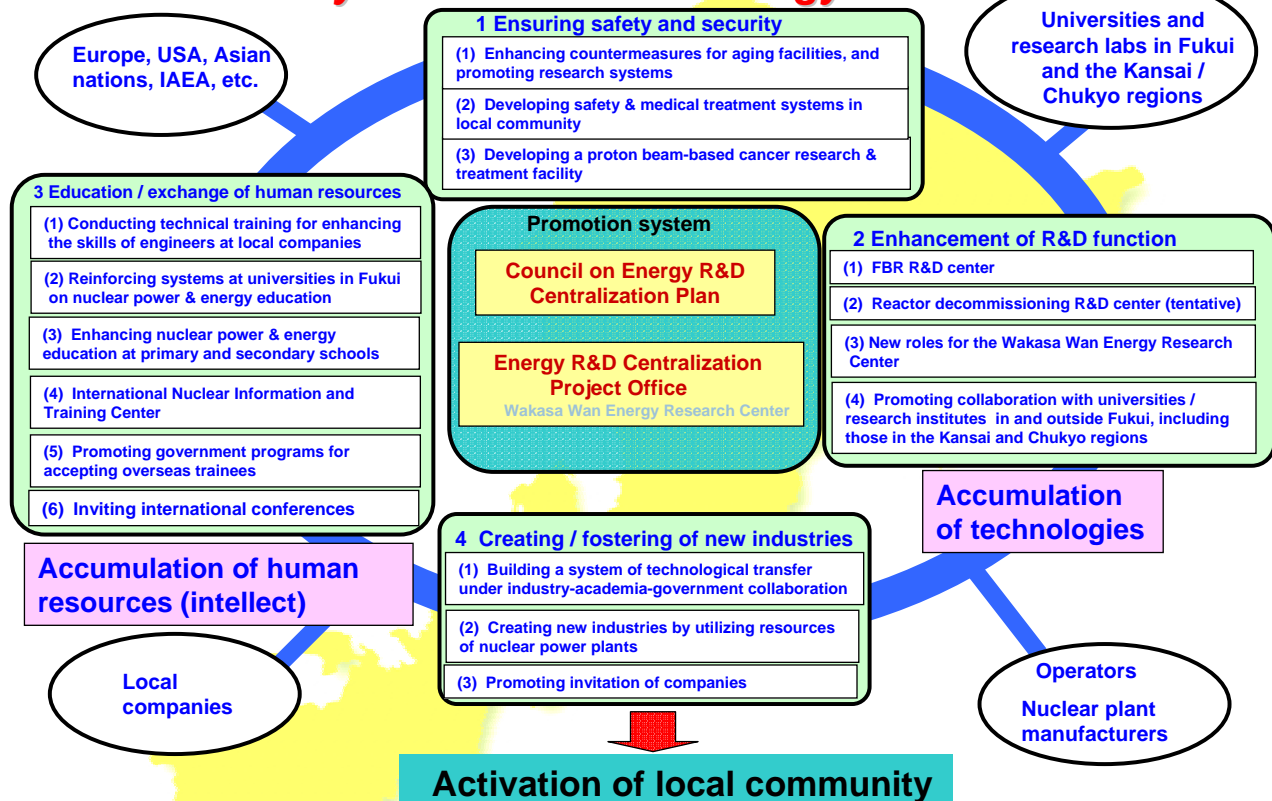 Europe, USA, Asian
nations, IAEA, etc.
1 Ensuring safety and security
(1) Enhancing countermeasures for aging facilities, and
promoting research systems
(2) Developing safety & medical treatment systems in
local community
(3) Developing a proton beam-based cancer research &
treatment facility
Universities and
research labs in Fukui
and the Kansai /
Chukyo regions
3 Education / exchange of human resources
(1) Conducting technical training for enhancing
the skills of engineers at local companies
(2) Reinforcing systems at universities in Fukui
on nuclear power & energy education
(3) Enhancing nuclear power & energy
education at primary and secondary schools
(4) International Nuclear Information and
Training Center
(5) Promoting government programs for
accepting overseas trainees
(6) Inviting international conferences
Promotion system
Council on Energy R&D
Centralization Plan
Energy R&D Centralization
Project Office
Wakasa Wan Energy Research Center
2 Enhancement of R&D function
(1) FBR R&D center
(2) Reactor decommissioning R&D center (tentative)
(3) New roles for the Wakasa Wan Energy Research
Center
(4) Promoting collaboration with universities /
research institutes in and outside Fukui, including
those in the Kansai and Chukyo regions
Accumulation
of technologies
Accumulation of human
resources (intellect)
4 Creating / fostering of new industries
(1) Building a system of technological transfer
under industry-academia-government collaboration
(2) Creating new industries by utilizing resources
of nuclear power plants
(3) Promoting invitation of companies
Local
companies
Operators
Nuclear plant
manufacturers
Activation of local community